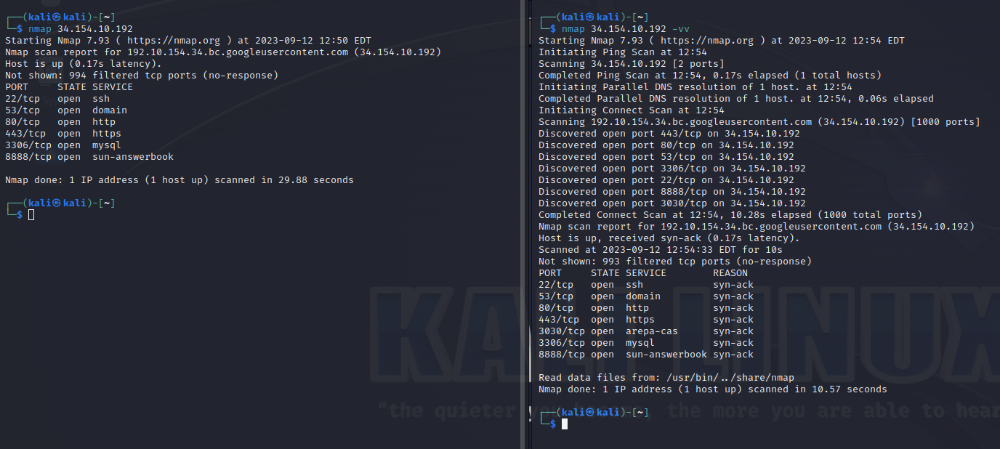 ┌──(kali㉿kali)-[~]
└─$ nmap 34.154.10.192
Starting Nmap 7.93 ( https://nmap.org ) at 2023-09-12 12:50 EDT
Nmap scan report for 192.10.154.34.bc.googleusercontent.com (34.154.10.192)
Host is up (0.17s latency).
Not shown: 994 filtered tcp ports (no-response)
PORT     STATE SERVICE
22/tcp   open  ssh
53/tcp   open  domain
80/tcp   open  http
443/tcp  open  https
3306/tcp open  mysql
8888/tcp open  sun-answerbook
Nmap done: 1 IP address (1 host up) scanned in 29.88 seconds
┌──(kali㉿kali)-[~]
└─$
┌──(kali㉿kali)-[~]
└─$ nmap 34.154.10.192 -vv
Starting Nmap 7.93 ( https://nmap.org ) at 2023-09-12 12:54 EDT
Initiating Ping Scan at 12:54
Scanning 34.154.10.192 [2 ports]
Completed Ping Scan at 12:54, 0.17s elapsed (1 total hosts)
Initiating Parallel DNS resolution of 1 host. at 12:54
Completed Parallel DNS resolution of 1 host. at 12:54, 0.06s elapsed
Initiating Connect Scan at 12:54
Scanning 192.10.154.34.bc.googleusercontent.com (34.154.10.192) [1000 ports]
Discovered open port 443/tcp on 34.154.10.192
Discovered open port 80/tcp on 34.154.10.192
Discovered open port 53/tcp on 34.154.10.192
Discovered open port 3306/tcp on 34.154.10.192
Discovered open port 22/tcp on 34.154.10.192
Discovered open port 8888/tcp on 34.154.10.192
Discovered open port 3030/tcp on 34.154.10.192
Completed Connect Scan at 12:54, 10.28s elapsed (1000 total ports)
Nmap scan report for 192.10.154.34.bc.googleusercontent.com (34.154.10.192)
Host is up, received syn-ack (0.17s latency).
Scanned at 2023-09-12 12:54:33 EDT for 10s
Not shown: 993 filtered tcp ports (no-response)
PORT     STATE SERVICE        REASON
22/tcp   open  ssh            syn-ack
53/tcp   open  domain         syn-ack
80/tcp   open  http           syn-ack
443/tcp  open  https          syn-ack
3030/tcp open  arepa-cas      syn-ack
3306/tcp open  mysql          syn-ack
8888/tcp open  sun-answerbook syn-ack
Read data files from: /usr/bin/../share/nmap
Nmap done: 1 IP address (1 host up) scanned in 10.57 seconds
┌──(kali㉿kali)-[~]
└─$
KALI LINUX
"the quieter you , the more you are able to hear